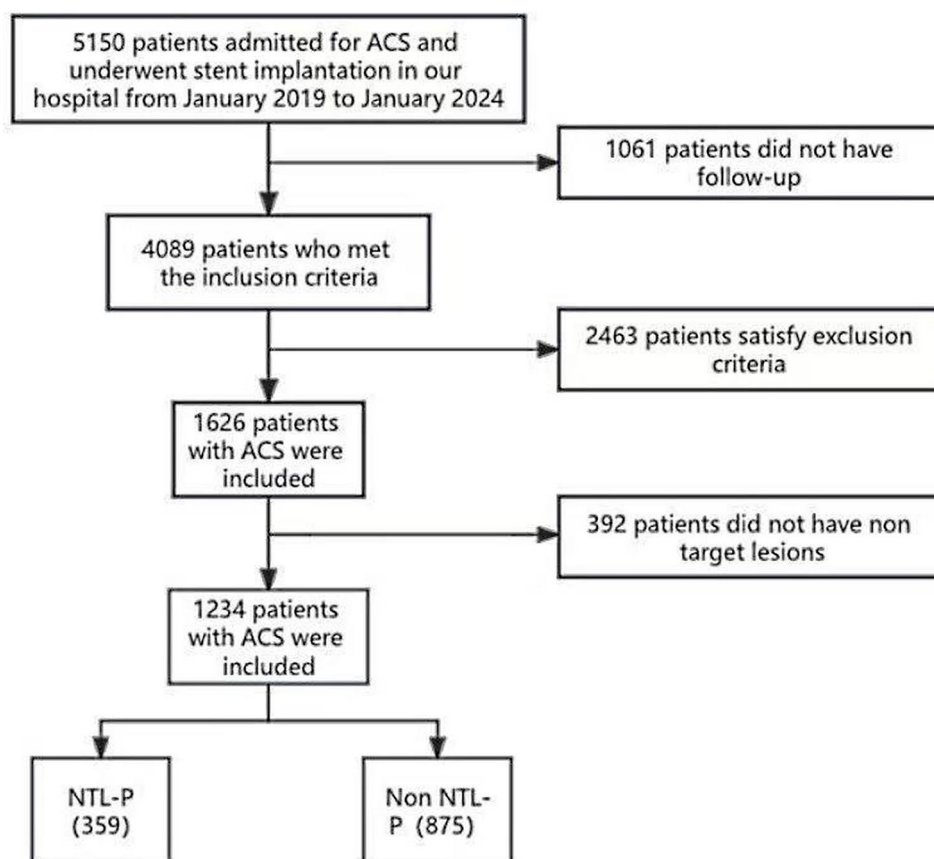 5150 patients admitted for ACS and
underwent stent implantation in our
hospital from January 2019 to January 2024
1061 patients did not have
follow-up
4089 patients who met
the inclusion criteria
2463 patients satisfy exclusion
criteria
1626 patients
with ACS were
included
392 patients did not have non
target lesions
1234 patients
with ACS were
included
NTL-P
(359)
Non NTL-
P (875)